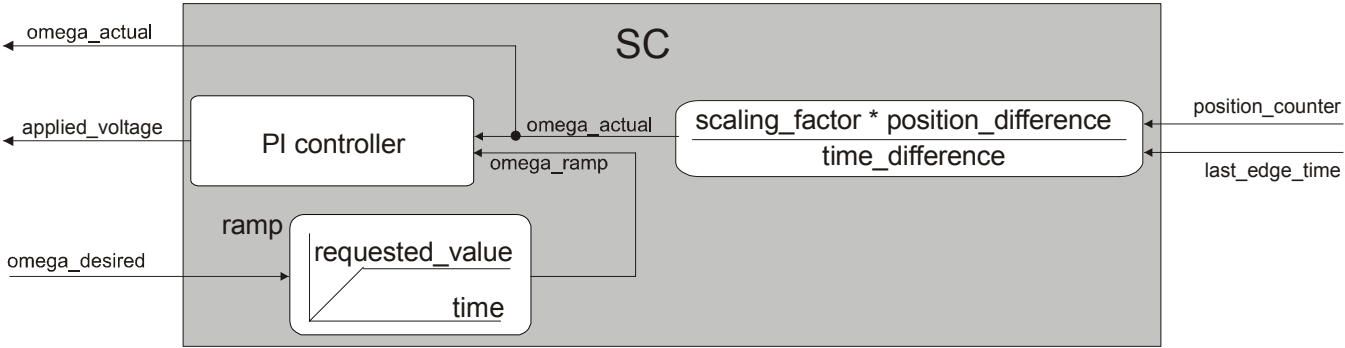 omega_actual
SC
applied_voltage
PI controller
omega_actual
omega_ramp
scaling_factor * position_difference
time_difference
position_counter
last_edge_time
ramp
omega_desired
requested_value
time